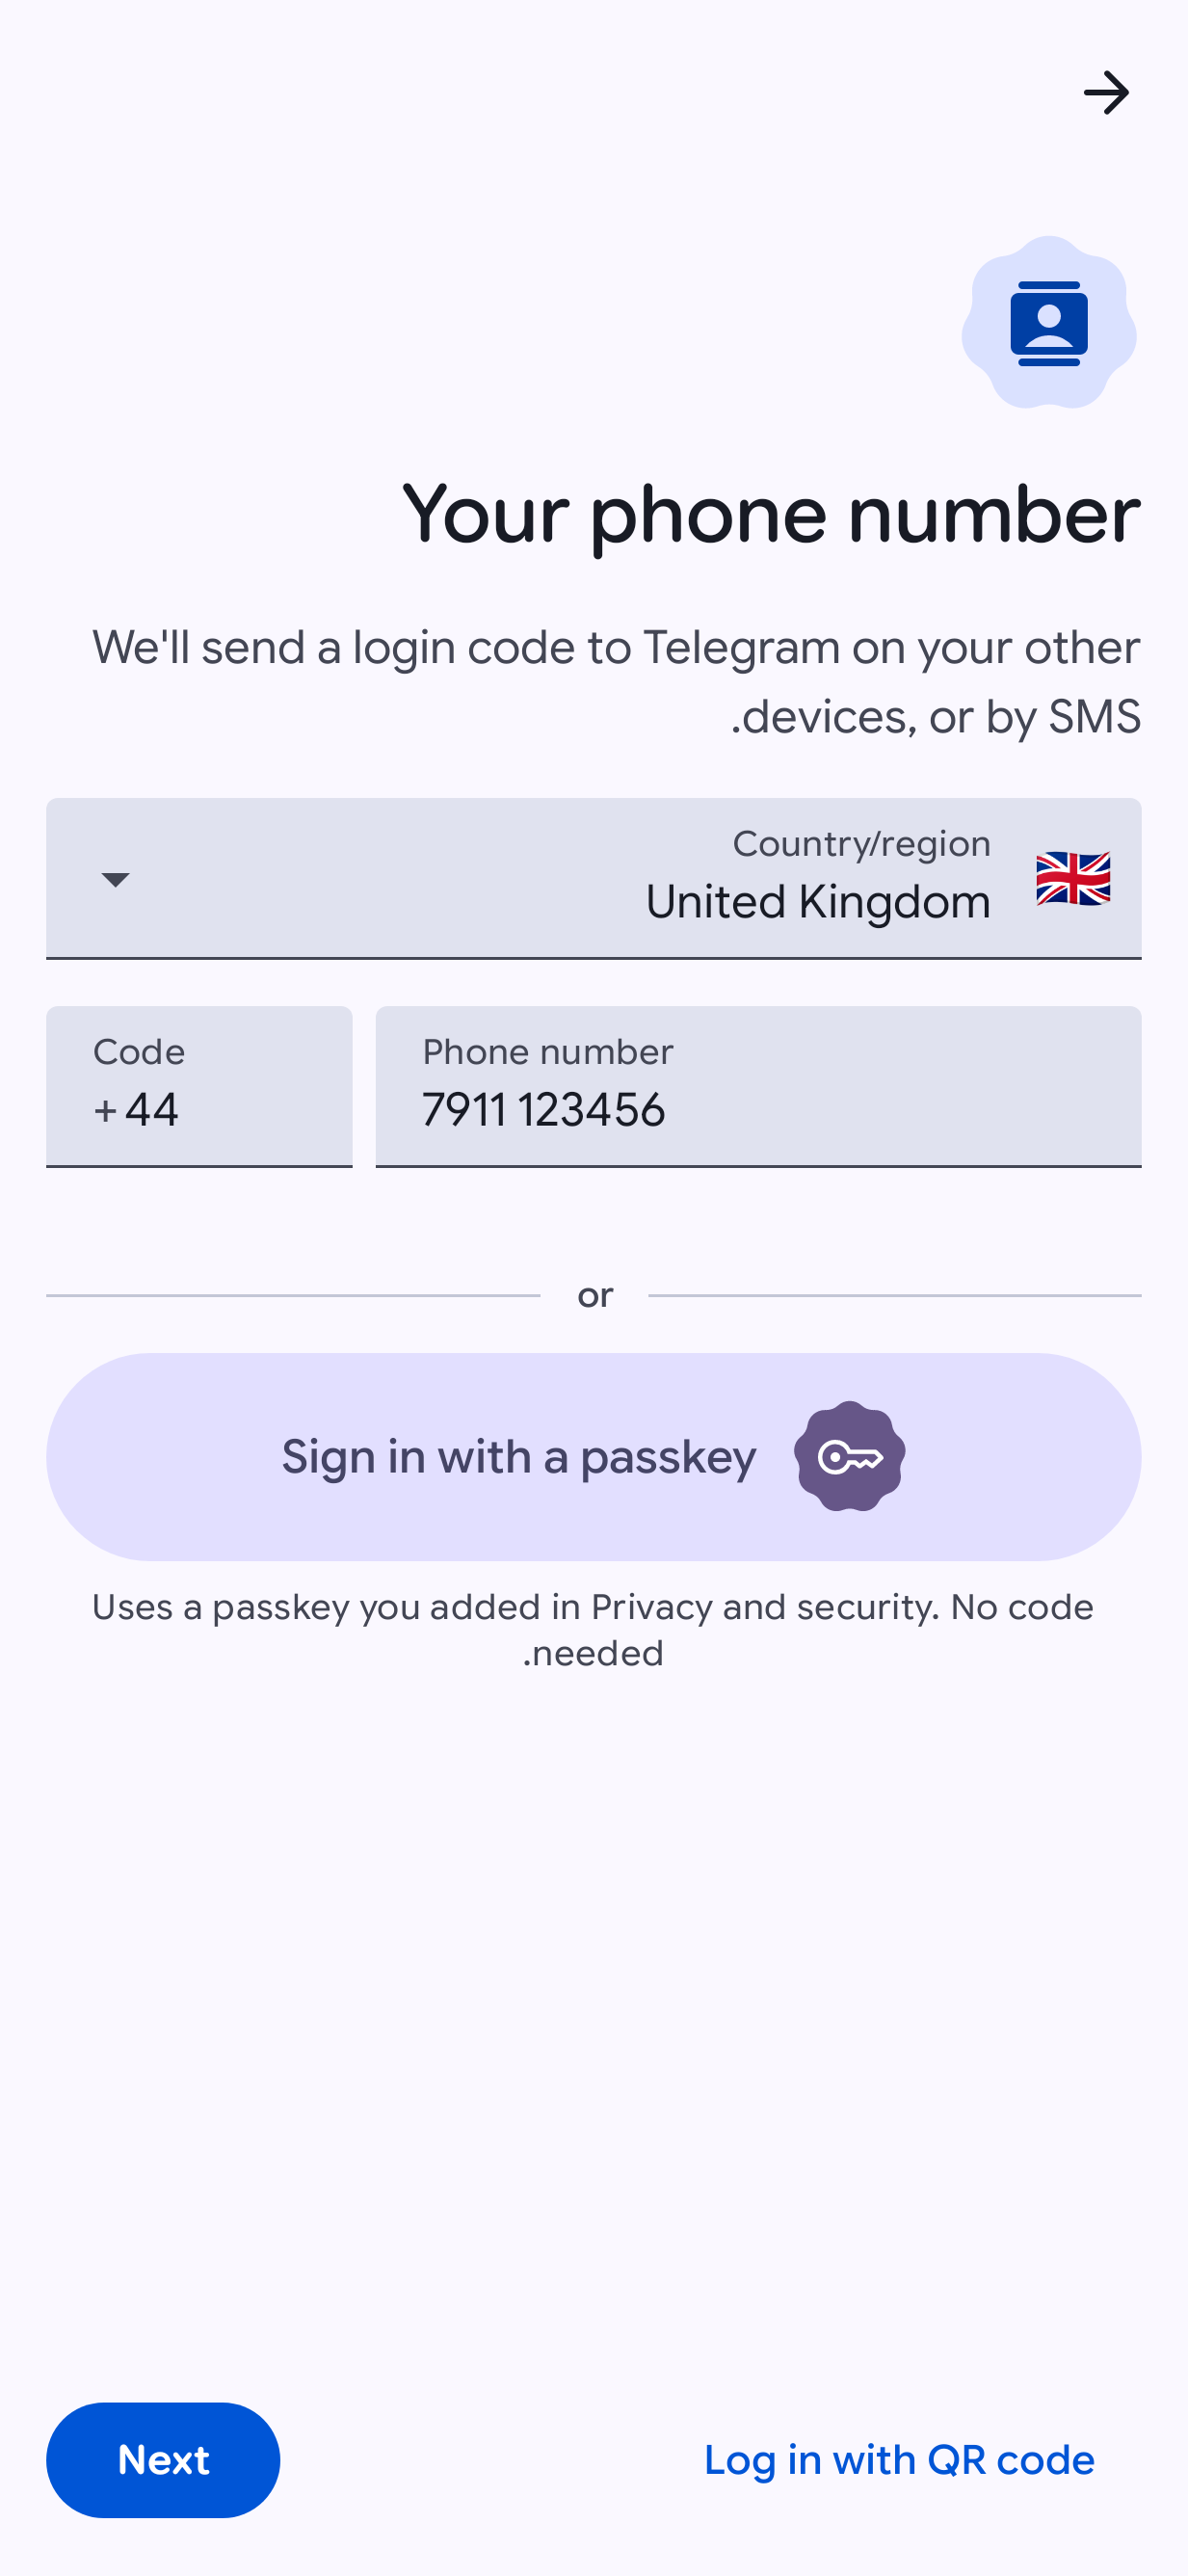 Your phone number
We'll send a login code to Telegram on your other
.devices, or by SMS
Country/region
United Kingdom
Code
+44
Phone number
7911 123456
or
Sign in with a passkey
Uses a passkey you added in Privacy and security. No code
.needed
Next
Log in with QR code